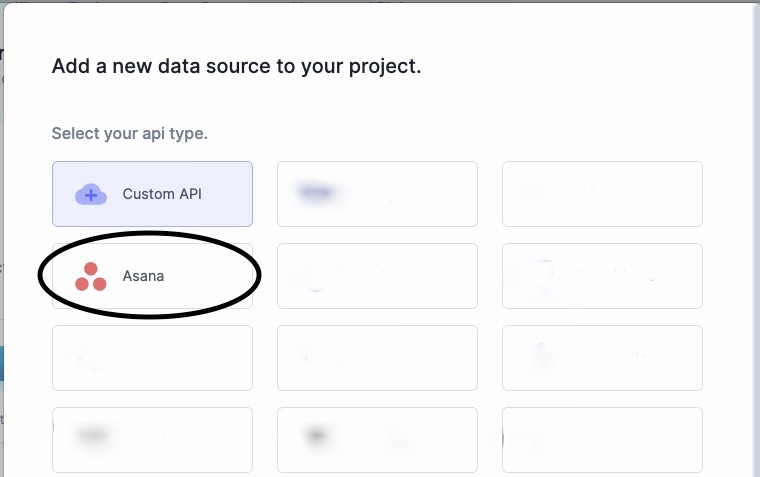 Add a new data source to your project.
Select your api type.
Custom API
Asana